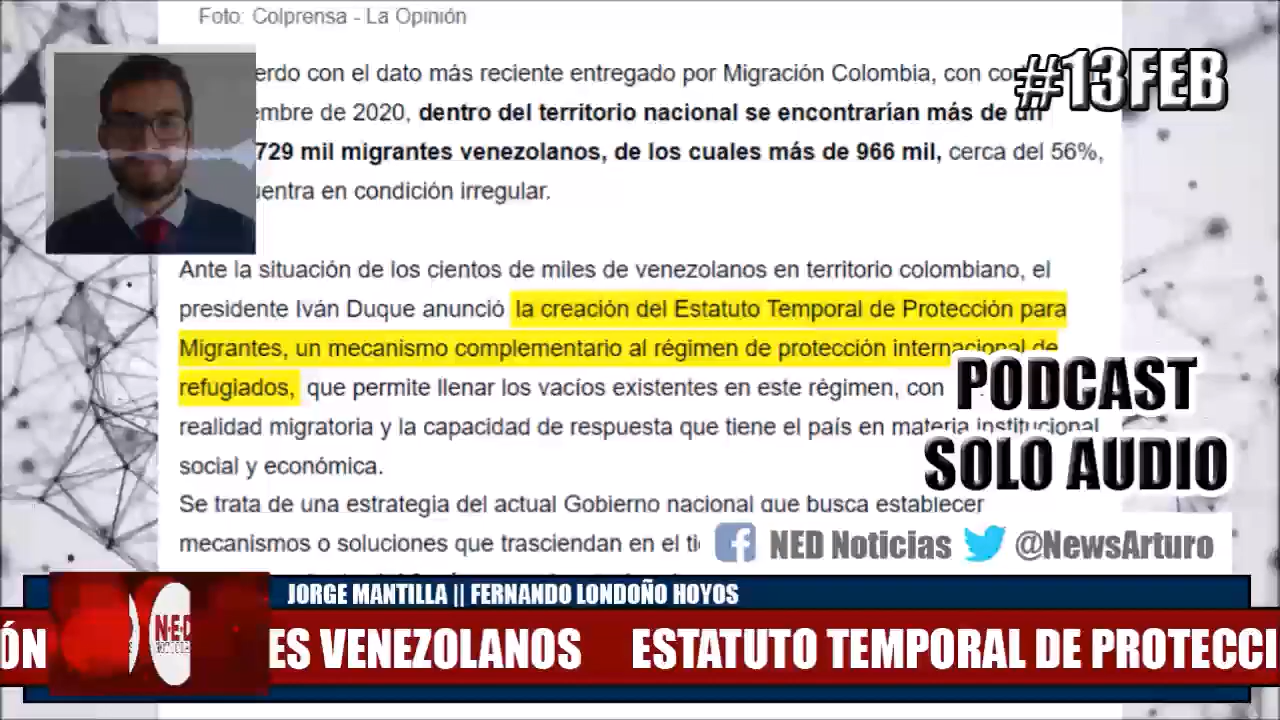 Foto: Colprensa - La Opinión
#13FEB
erdo con el dato más reciente entregado por Migración Colombia, con
embre de 2020, dentro del territorio nacional se encontrarían más de un
729 mil migrantes venezolanos, de los cuales más de 966 mil, cerca del 56%,
uentra en condición irregular.
Ante la situación de los cientos de miles de venezolanos en territorio colombiano, el
presidente Iván Duque anunció la creación del Estatuto Temporal de Protección para
Migrantes, un mecanismo complementario al régimen de protección internacional de
refugiados, que permite llenar los vacíos existentes en este régimen, con
realidad migratoria y la capacidad de respuesta que tiene el país en materia institucional
social y económica.
Se trata de una estrategia del actual Gobierno nacional que busca establecer
mecanismos o soluciones que trasciendan en el ti
PODCAST
SOLO AUDIO
NED Noticias @NewsArturo
JORGE MANTILLA || FERNANDO LONDOÑO HOYOS
N·E·D
NOTICIAS
ÓN ES VENEZOLANOS ESTATUTO TEMPORAL DE PROTECCI